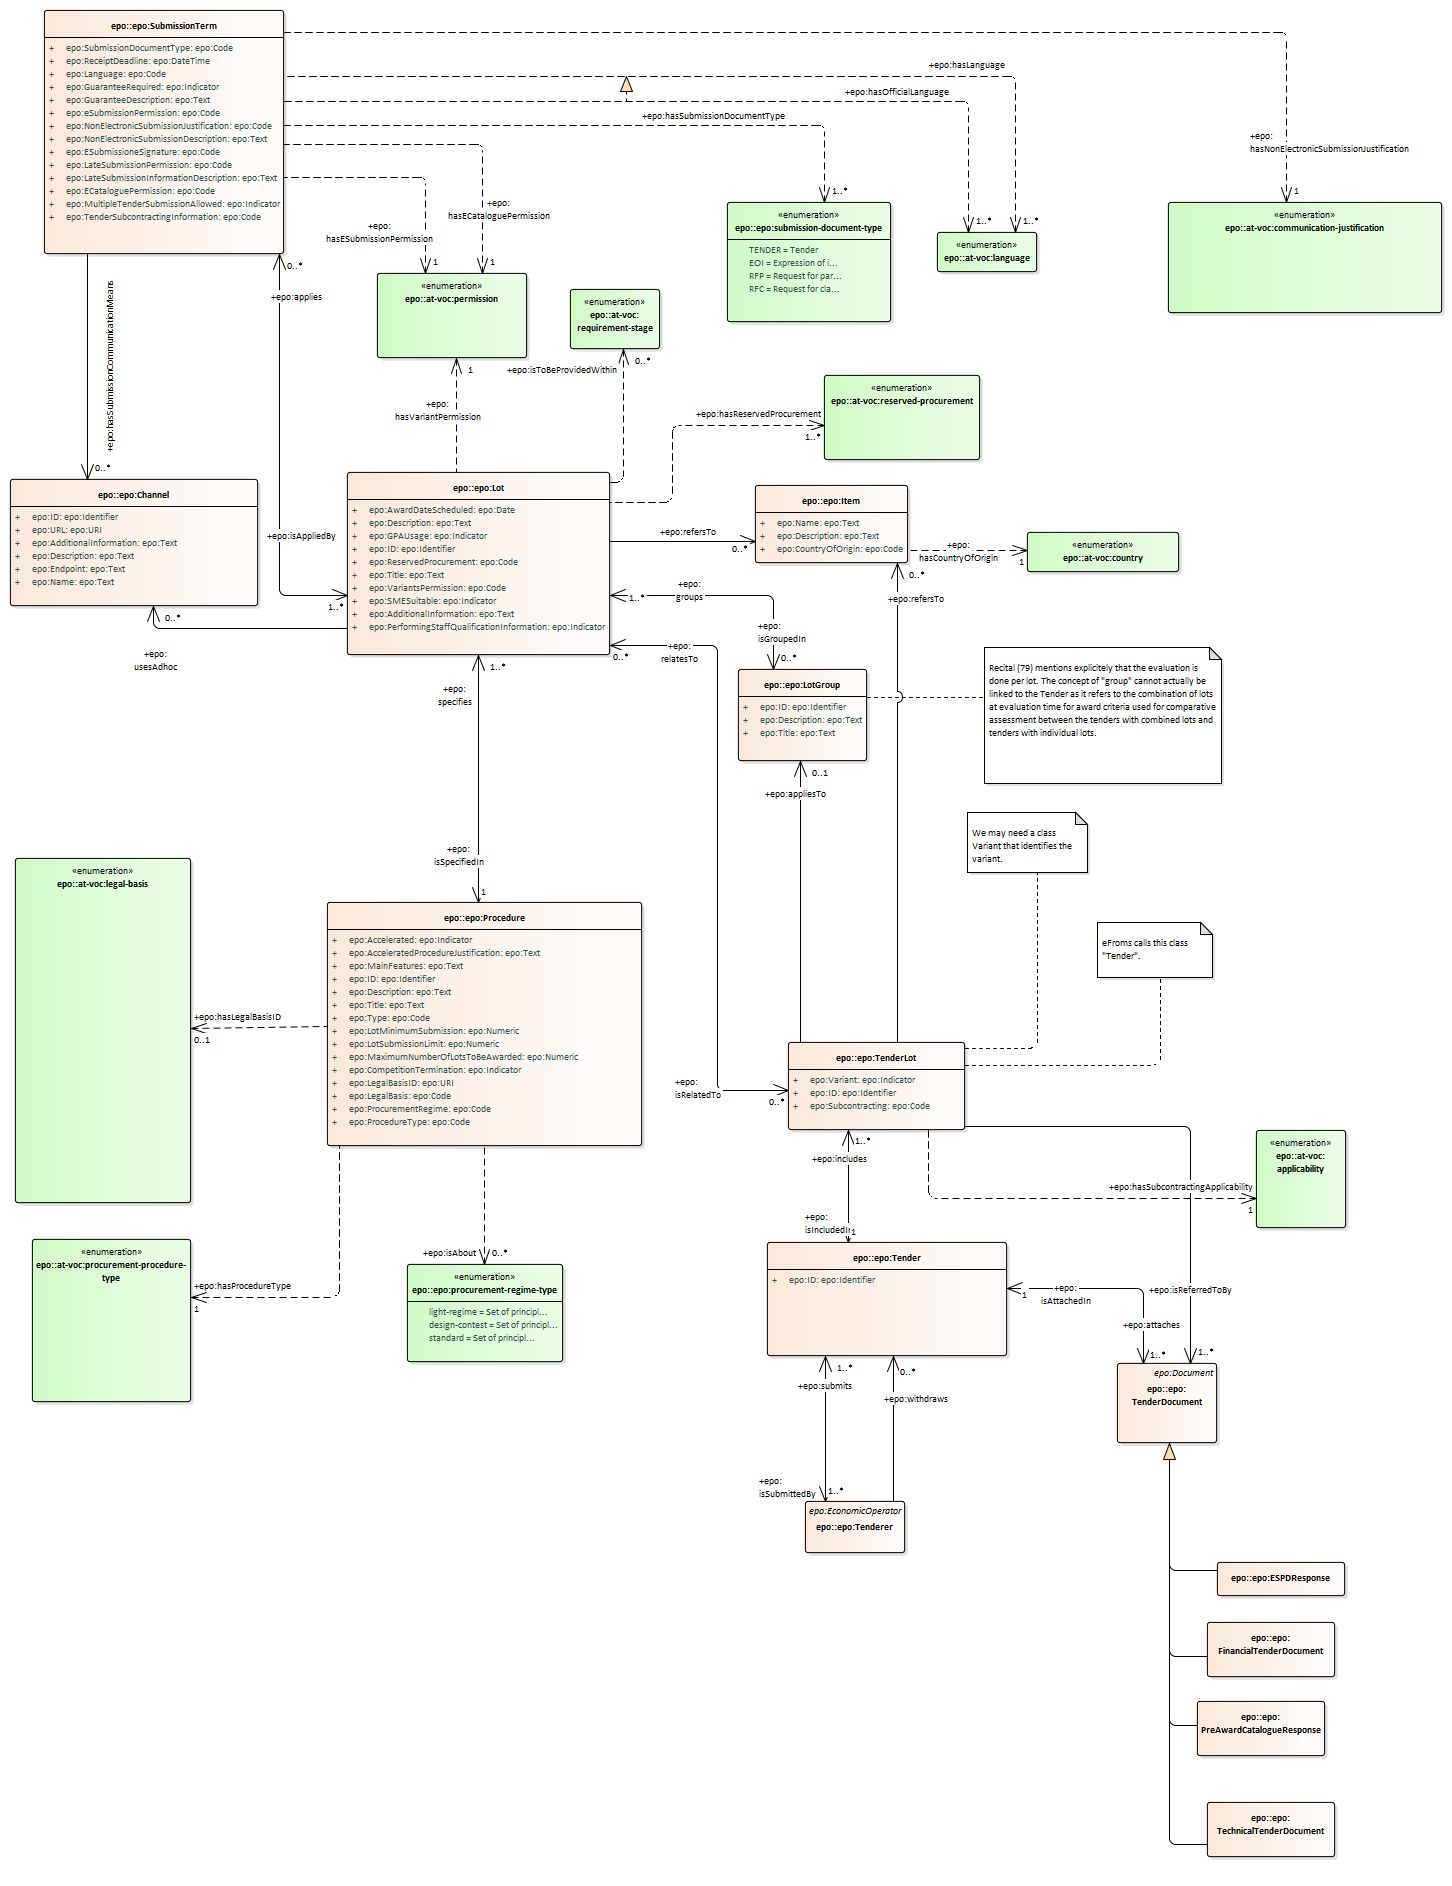 epo::epo:SubmissionTerm
+ epo:SubmissionDocumentType: epo:Code
+ epo:ReceiptDeadline: epo:DateTime
+ epo:Language: epo:Code
+ epo:GuaranteeRequired: epo:Indicator
+ epo:GuaranteeDescription: epo:Text
+ epo:eSubmissionPermission: epo:Code
+ epo:NonElectronicSubmissionJustification: epo:Code
+ epo:NonElectronicSubmissionDescription: epo:Text
+ epo:ESubmissioneSignature: epo:Code
+ epo:LateSubmissionPermission: epo:Code
+ epo:LateSubmissionInformationDescription: epo:Text
+ epo:ECataloguePermission: epo:Code
+ epo:MultipleTenderSubmissionAllowed: epo:Indicator
+ epo:TenderSubcontractingInformation: epo:Code
+epo:hasLanguage
+epo:hasOfficialLanguage
+epo:hasSubmissionDocumentType
+epo:
hasNonElectronicSubmissionJustification
1
1..*
1..*
1..*
+epo:
hasECataloguePermission
+epo:
hasESubmissionPermission
1
1
«enumeration»
epo::epo:submission-document-type
TENDER = Tender
EOI = Expression of i...
RFP = Request for par...
RFC = Request for cla...
«enumeration»
epo::at-voc:language
«enumeration»
epo::at-voc:communication-justification
0..*
+epo:applies
«enumeration»
epo::at-voc:permission
«enumeration»
epo::at-voc:
requirement-stage
+epo:hasSubmissionCommunicationMeans
0..*
1
+epo:
hasVariantPermission
+epo:isToBeProvidedWithin
0..*
«enumeration»
epo::at-voc:reserved-procurement
+epo:hasReservedProcurement
1..*
epo::epo:Channel
+ epo:ID: epo:Identifier
+ epo:URL: epo:URI
+ epo:AdditionalInformation: epo:Text
+ epo:Description: epo:Text
+ epo:Endpoint: epo:Text
+ epo:Name: epo:Text
+epo:isAppliedBy
1..*
0..*
+epo:
usesAdhoc
epo::epo:Lot
+ epo:AwardDateScheduled: epo:Date
+ epo:Description: epo:Text
+ epo:GPAUsage: epo:Indicator
+ epo:ID: epo:Identifier
+ epo:ReservedProcurement: epo:Code
+ epo:Title: epo:Text
+ epo:VariantsPermission: epo:Code
+ epo:SMESuitable: epo:Indicator
+ epo:AdditionalInformation: epo:Text
+ epo:PerformingStaffQualificationInformation: epo:Indicator
+epo:refersTo
0..*
epo::epo:Item
+ epo:Name: epo:Text
+ epo:Description: epo:Text
+ epo:CountryOfOrigin: epo:Code
+epo:
hasCountryOfOrigin
1
«enumeration»
epo::at-voc:country
0..*
+epo:refersTo
1..*
+epo:
groups
+epo:
isGroupedIn
0..*
0..*
+epo:
relatesTo
epo::epo:LotGroup
+ epo:ID: epo:Identifier
+ epo:Description: epo:Text
+ epo:Title: epo:Text
Recital (79) mentions explicitely that the evaluation is
done per lot. The concept of "group" cannot actually be
linked to the Tender as it refers to the combination of lots
at evaluation time for award criteria used for comparative
assessment between the tenders with combined lots and
tenders with individual lots.
1..*
+epo:
specifies
+epo:
isSpecifiedIn
1
0..1
+epo:appliesTo
We may need a class
Variant that identifies the
variant.
eFroms calls this class
"Tender".
«enumeration»
epo::at-voc:legal-basis
+epo:hasLegalBasisID
0..1
epo::epo:Procedure
+ epo:Accelerated: epo:Indicator
+ epo:AcceleratedProcedureJustification: epo:Text
+ epo:MainFeatures: epo:Text
+ epo:ID: epo:Identifier
+ epo:Description: epo:Text
+ epo:Title: epo:Text
+ epo:Type: epo:Code
+ epo:LotMinimumSubmission: epo:Numeric
+ epo:LotSubmissionLimit: epo:Numeric
+ epo:MaximumNumberOfLotsToBeAwarded: epo:Numeric
+ epo:CompetitionTermination: epo:Indicator
+ epo:LegalBasisID: epo:URI
+ epo:LegalBasis: epo:Code
+ epo:ProcurementRegime: epo:Code
+ epo:ProcedureType: epo:Code
+epo:
isRelatedTo
0..*
epo::epo:TenderLot
+ epo:Variant: epo:Indicator
+ epo:ID: epo:Identifier
+ epo:Subcontracting: epo:Code
1..*
+epo:includes
+epo:
isIncludedIn
1
+epo:hasSubcontractingApplicability
1
«enumeration»
epo::at-voc:
applicability
«enumeration»
epo::at-voc:procurement-procedure-
type
+epo:hasProcedureType
1
+epo:isAbout
0..*
«enumeration»
epo::epo:procurement-regime-type
light-regime = Set of principl...
design-contest = Set of principl...
standard = Set of principl...
epo::epo:Tender
+ epo:ID: epo:Identifier
1
+epo:
isAttachedIn
+epo:isReferredToBy
+epo:attaches
1..*
1..*
1..*
+epo:submits
0..*
+epo:withdraws
+epo:
isSubmittedBy
1..*
epo:EconomicOperator
epo::epo:Tenderer
epo:Document
epo::epo:
TenderDocument
epo::epo:ESPDResponse
epo::epo:
FinancialTenderDocument
epo::epo:
PreAwardCatalogueResponse
epo::epo:
TechnicalTenderDocument